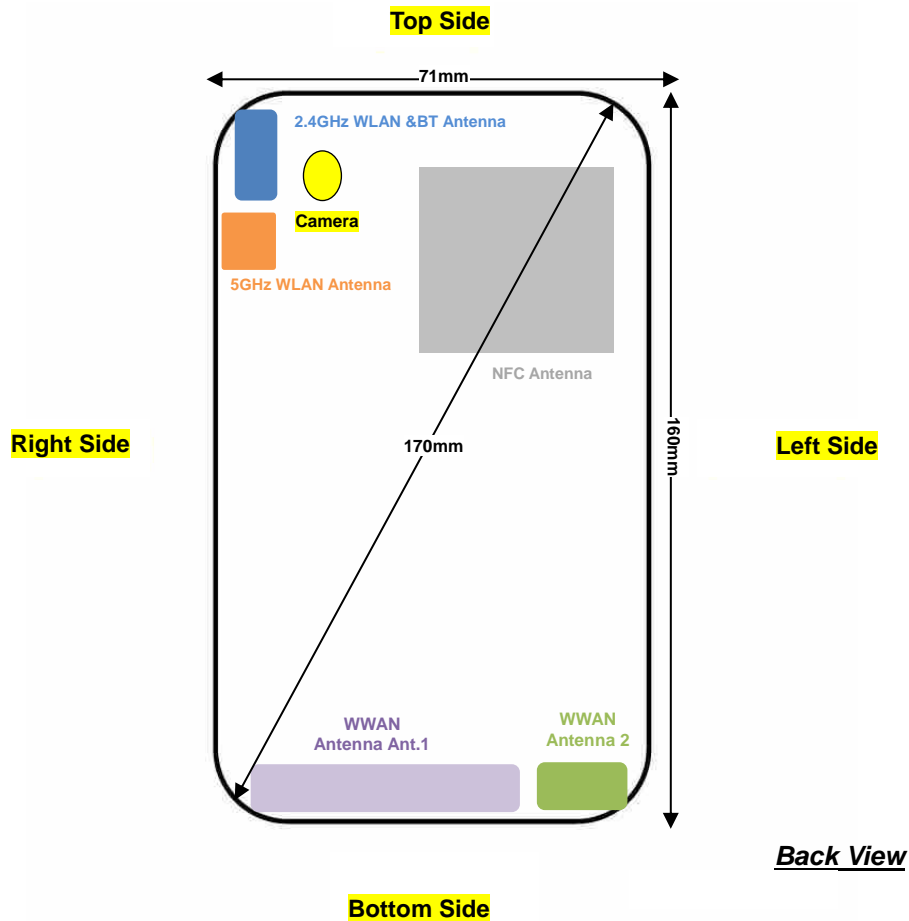 Top Side
71mm
2.4GHz WLAN &BT Antenna
Camera
5GHz WLAN Antenna
NFC Antenna
Right Side
170mm
160mm
Left Side
WWAN
Antenna Ant.1
WWAN
Antenna 2
Back View
Bottom Side